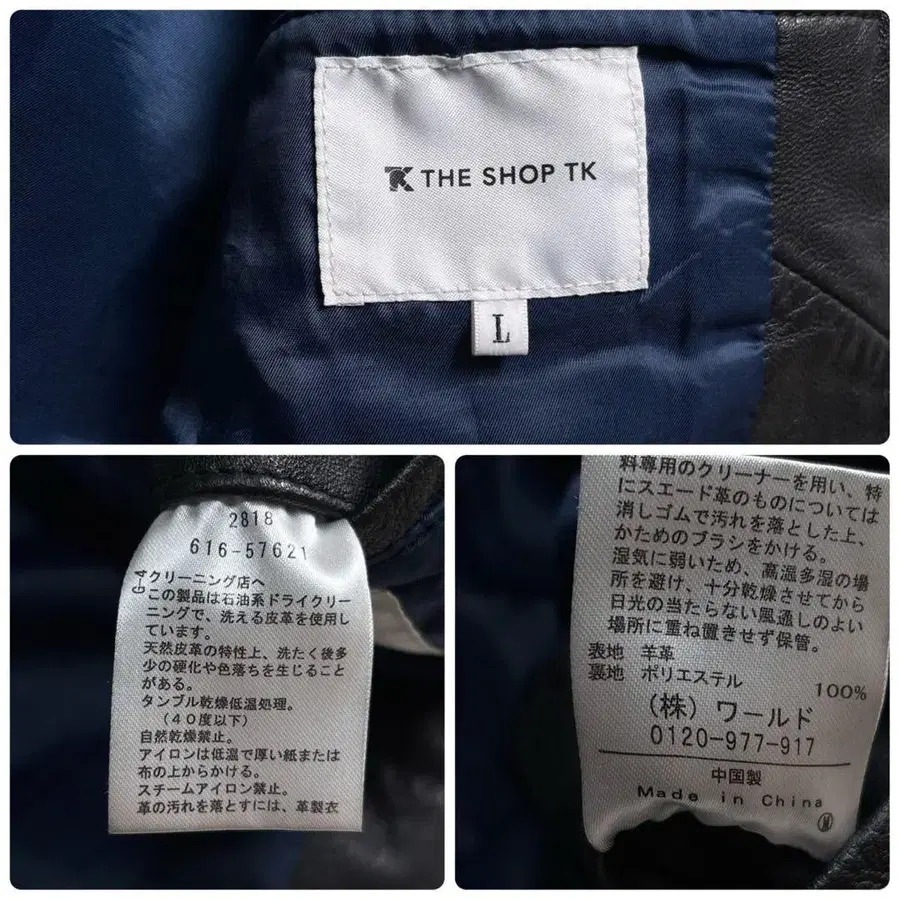 TK THE SHOP TK
L
2818
616-57621
G-A
クリーニング店へ
この製品は石油系ドライクリー
ニングで、洗える皮革を使用し
ています。
天然皮革の特性上、洗たく後多
少の硬化や色落ちを生じること
がある。
タンブル乾燥低温処理。
（40度以下）
自然乾燥禁止。
アイロンは低温で厚い紙または
布の上からかける。
スチームアイロン禁止。
革の汚れを落とすには、革製衣
料専用のクリーナーを用い、特
にスエード革のものについては
消しゴムで汚れを落とした上、
かためのブラシをかける。
湿気に弱いため、高温多湿の場
所を避け、十分乾燥させてから
日光の当たらない風通しのよい
場所に重ね置きせず保管。
表地 羊革
裏地 ポリエステル
100%
（株）ワールド
0120-977-917
中国製
Made in China